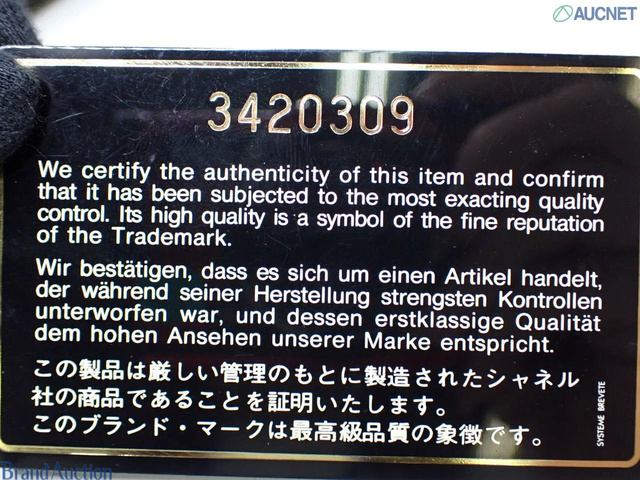 AUCNET
3420309
We certify the authenticity of this item and confirm
that it has been subjected to the most exacting quality
control. Its high quality is a symbol of the fine reputation
of the Trademark.
Wir bestätigen, dass es sich um einen Artikel handelt,
der während seiner Herstellung strengsten Kontrollen
unterworfen war, und dessen erstklassige Qualität
dem hohen Ansehen unserer Marke entspricht.
この製品は厳しい管理のもとに製造されたシャネル
社の商品であることを証明いたします。
このブランド・マークは最高級品質の象徴です。
SYSTEME BREVETE
Brand Auction